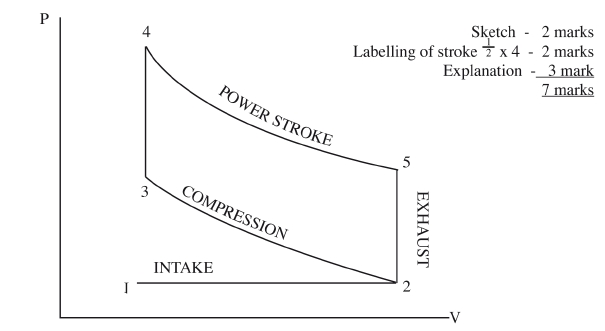 P
4
Sketch - 2 marks
Labelling of stroke 1/2 x 4 - 2 marks
Explanation - 3 mark
7 marks
POWER STROKE
5
3
COMPRESSION
EXHAUST
INTAKE
I
2
V